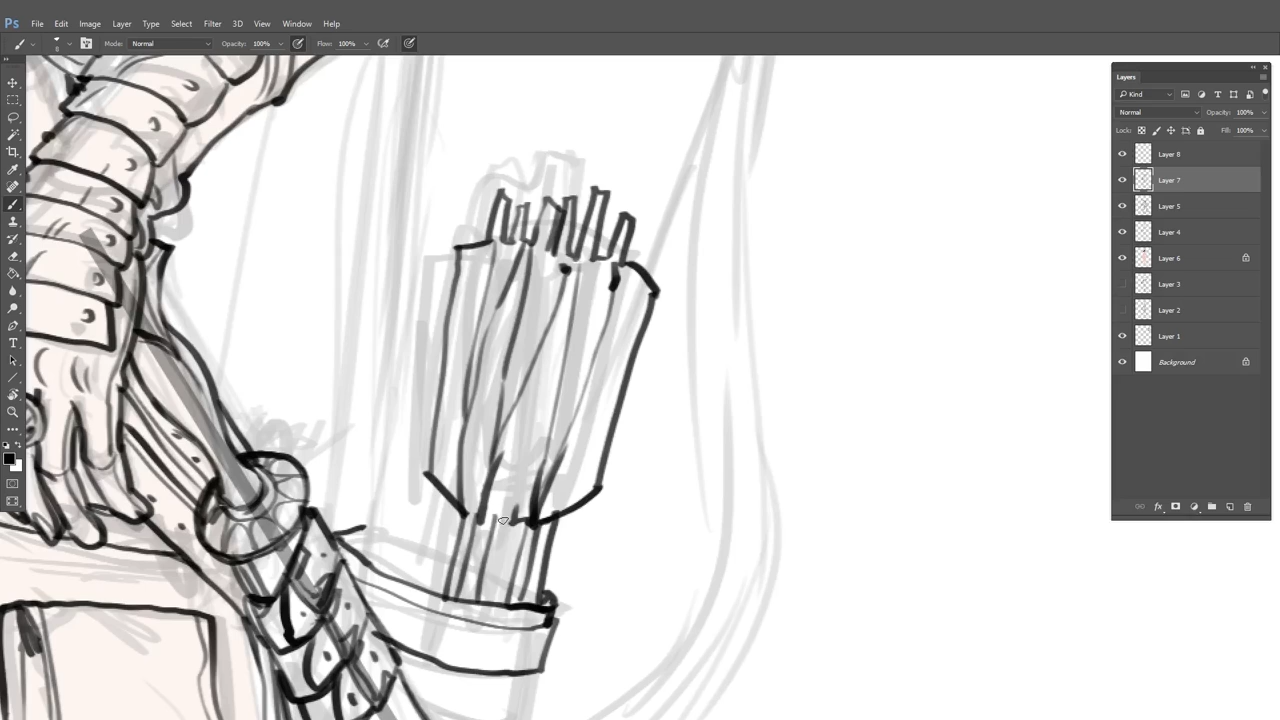 Ps File Edit Image Layer Type Select Filter 3D View Window Help
8 Mode: Normal Opacity: 100% Flow: 100%
Layers
Kind
Normal Opacity: 100%
Lock: Fill: 100%
Layer 8
Layer 7
Layer 5
Layer 4
Layer 6
Layer 3
Layer 2
Layer 1
Background
fx